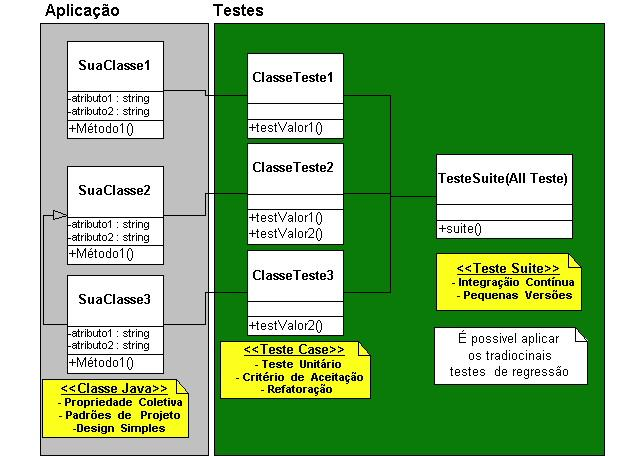 Aplicação
Testes
SuaClasse1
-atributo1 : string
-atributo2 : string
+Método1()
SuaClasse2
-atributo1 : string
-atributo2 : string
+Método1()
SuaClasse3
-atributo1 : string
-atributo2 : string
+Método1()
<<Classe Java>>
- Propriedade Coletiva
- Padrões de Projeto
-Design Simples
ClasseTeste1
+testValor1()
ClasseTeste2
+testValor1()
+testValor2()
ClasseTeste3
+testValor2()
<<Teste Case>>
- Teste Unitário
- Critério de Aceitação
- Refatoração
TesteSuite(All Teste)
+suite()
<<Teste Suite>>
- Integraçião Contínua
- Pequenas Versões
É possivel aplicar
os tradiocinais
testes de regressão